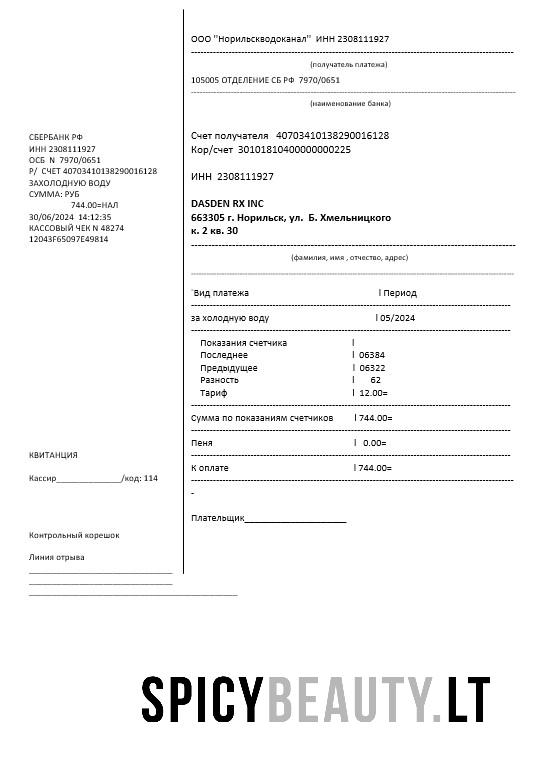 ООО "Норильскводоканал"  ИНН 2308111927
(получатель платежа)
105005 ОТДЕЛЕНИЕ СБ РФ  7970/0651
(наименование банка)
СБЕРБАНК РФ
ИНН 2308111927
ОСБ  N  7970/0651
Р/  СЧЕТ 40703410138290016128
ЗАХОЛОДНУЮ ВОДУ
СУММА: РУБ
744.00=НАЛ
30/06/2024  14:12:35
КАССОВЫЙ ЧЕК N 48274
12043F65097E49814
КВИТАНЦИЯ
Кассир_______________/код: 114
Контрольный корешок
Линия отрыва
Счет получателя   40703410138290016128
Кор/счет  30101810400000000225
ИНН  2308111927
DASDEN RX INC
663305 г. Норильск, ул.  Б. Хмельницкого
к. 2 кв. 30
(фамилия, имя , отчество, адрес)
`Вид платежа l Период
за холодную воду l 05/2024
Показания счетчика l
Последнее l  06384
Предыдущее l  06322
Разность l  62
Тариф l  12.00=
Сумма по показаниям счетчиков l 744.00=
Пеня l  0.00=
К оплате l 744.00=
-
Плательщик____________________
SPICYBEAUTY.LT